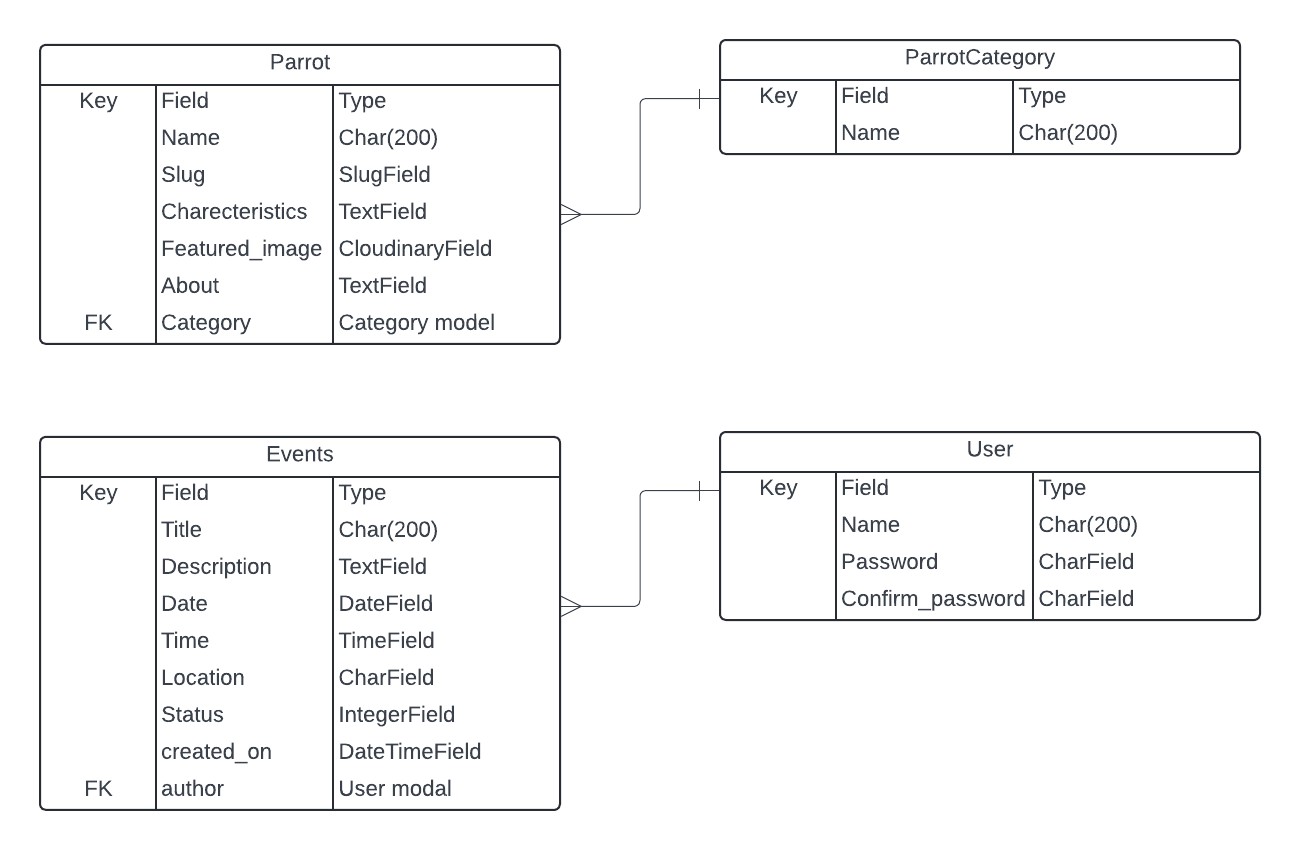 Parrot
Key Field Type
Name Char(200)
Slug SlugField
Charecteristics TextField
Featured_image CloudinaryField
About TextField
FK Category Category model
ParrotCategory
Key Field Type
Name Char(200)
Events
Key Field Type
Title Char(200)
Description TextField
Date DateField
Time TimeField
Location CharField
Status IntegerField
created_on DateTimeField
FK author User modal
User
Key Field Type
Name Char(200)
Password CharField
Confirm_password CharField